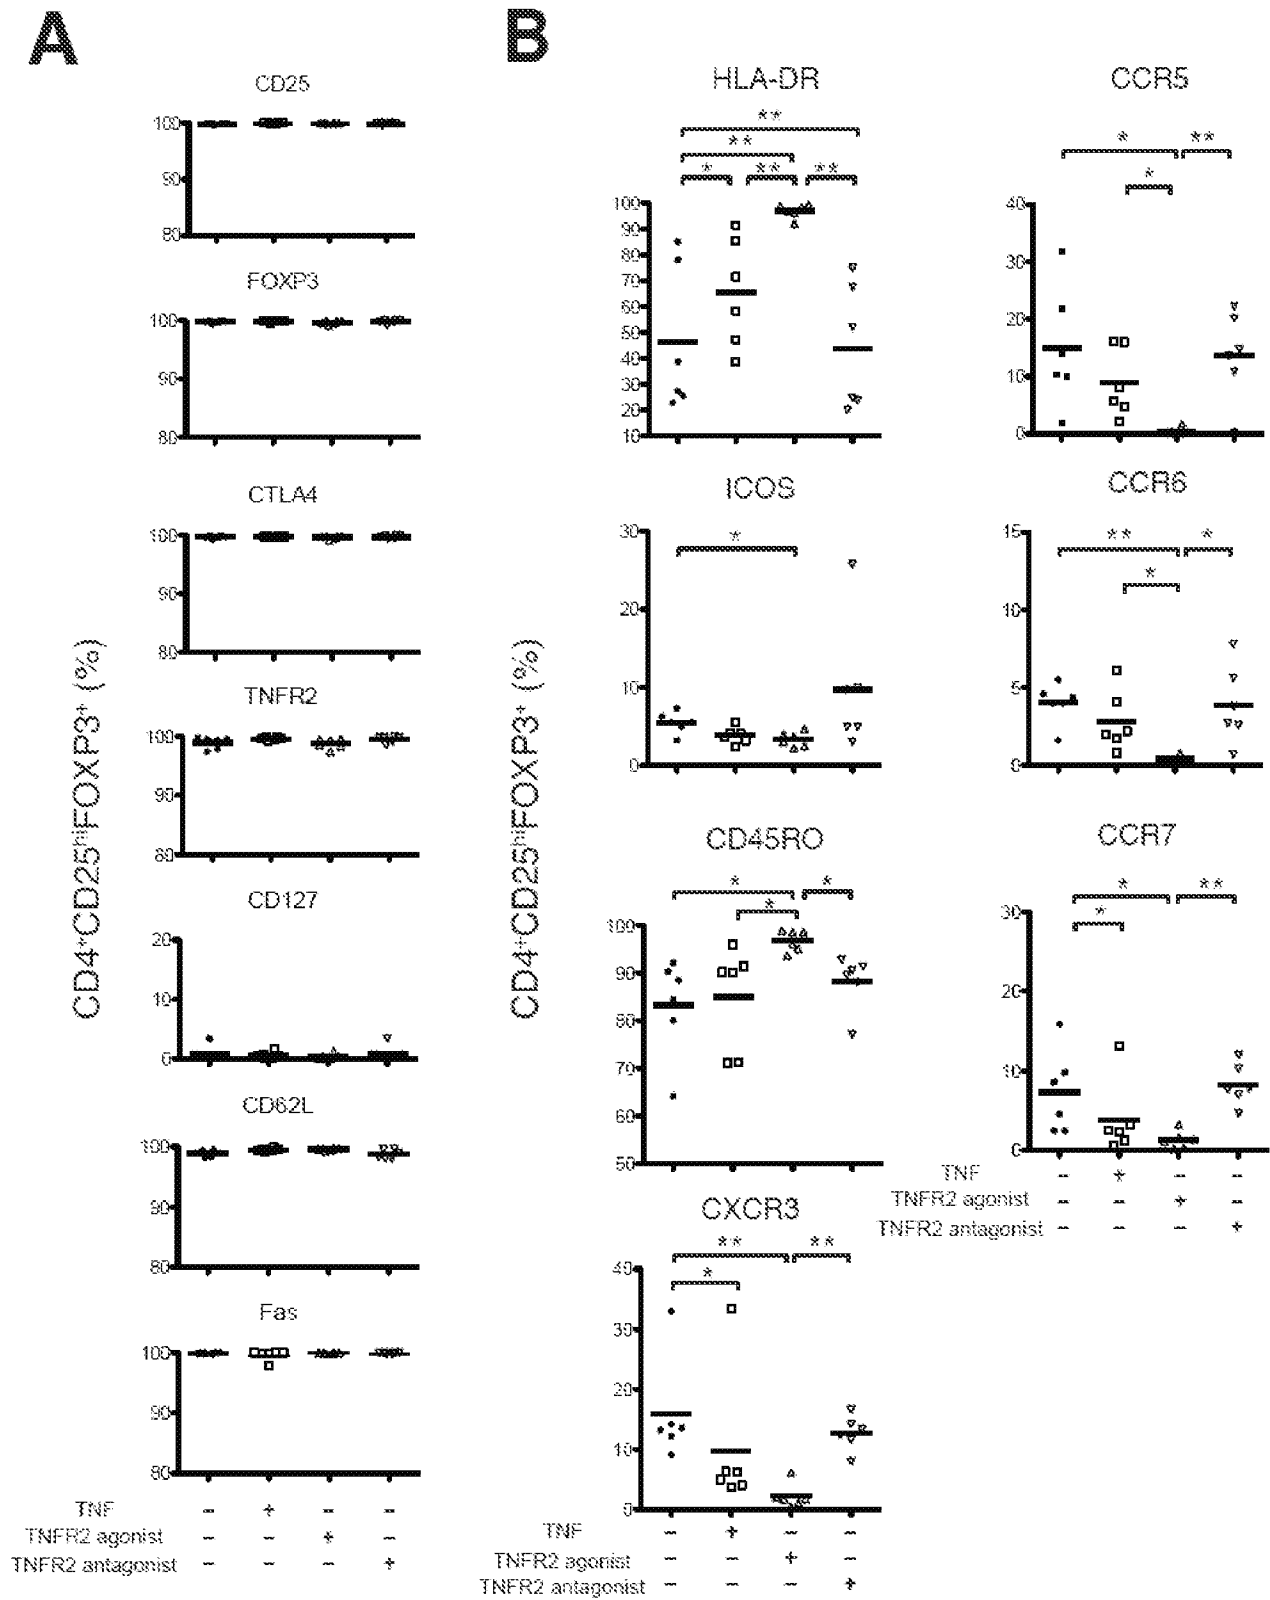 A
CD25
100
90
80
FOXP3
100
90
80
CTLA4
100
90
80
TNFR2
100
90
80
CD127
20
10
0
CD62L
100
90
80
Fas
100
90
80
CD4+CD25hiFOXP3+ (%)
TNF – + – –
TNFR2 agonist – – + –
TNFR2 antagonist – – – +
B
HLA-DR
**
**
* ** **
100
90
80
70
60
50
40
30
20
10
ICOS
*
30
20
10
0
CD45RO
* *
*
100
90
80
70
60
50
CXCR3
** **
*
40
30
20
10
0
CD4+CD25hiFOXP3+ (%)
TNF – + – –
TNFR2 agonist – – + –
TNFR2 antagonist – – – +
CCR5
* **
*
40
30
20
10
0
CCR6
** *
*
15
10
5
0
CCR7
* **
*
30
20
10
0
TNF – + – –
TNFR2 agonist – – + –
TNFR2 antagonist – – – +